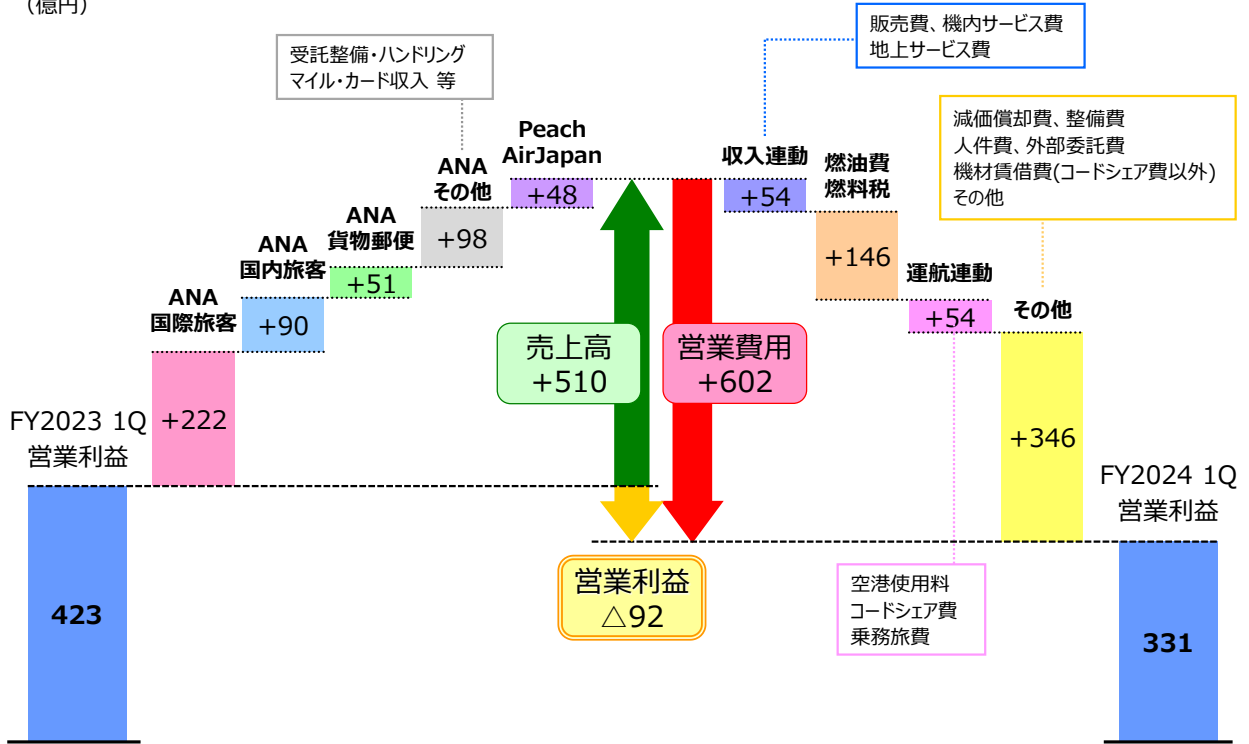 （億円）
販売費、機内サービス費
地上サービス費
受託整備・ハンドリング
マイル・カード収入 等
減価償却費、整備費
人件費、外部委託費
機材賃借費(コードシェア費以外)
その他
Peach
AirJapan
+48
収入連動
+54
燃油費
燃料税
+146
ANA
その他
+98
ANA
貨物郵便
+51
ANA
国内旅客
+90
ANA
国際旅客
+222
運航連動
+54
その他
+346
売上高
+510
営業費用
+602
FY2023 1Q
営業利益
423
営業利益
△92
空港使用料
コードシェア費
乗務旅費
FY2024 1Q
営業利益
331